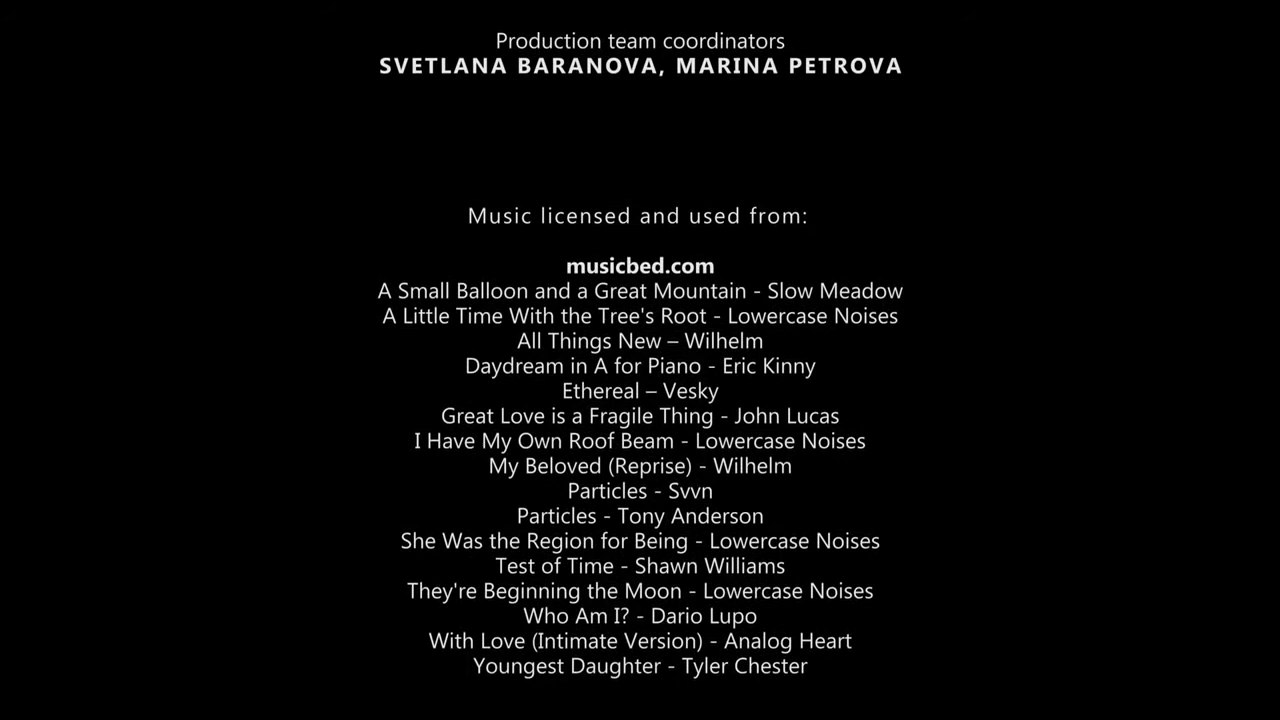 Production team coordinators
SVETLANA BARANOVA, MARINA PETROVA
Music licensed and used from:
musicbed.com
A Small Balloon and a Great Mountain - Slow Meadow
A Little Time With the Tree's Root - Lowercase Noises
All Things New – Wilhelm
Daydream in A for Piano - Eric Kinny
Ethereal – Vesky
Great Love is a Fragile Thing - John Lucas
I Have My Own Roof Beam - Lowercase Noises
My Beloved (Reprise) - Wilhelm
Particles - Svvn
Particles - Tony Anderson
She Was the Region for Being - Lowercase Noises
Test of Time - Shawn Williams
They're Beginning the Moon - Lowercase Noises
Who Am I? - Dario Lupo
With Love (Intimate Version) - Analog Heart
Youngest Daughter - Tyler Chester